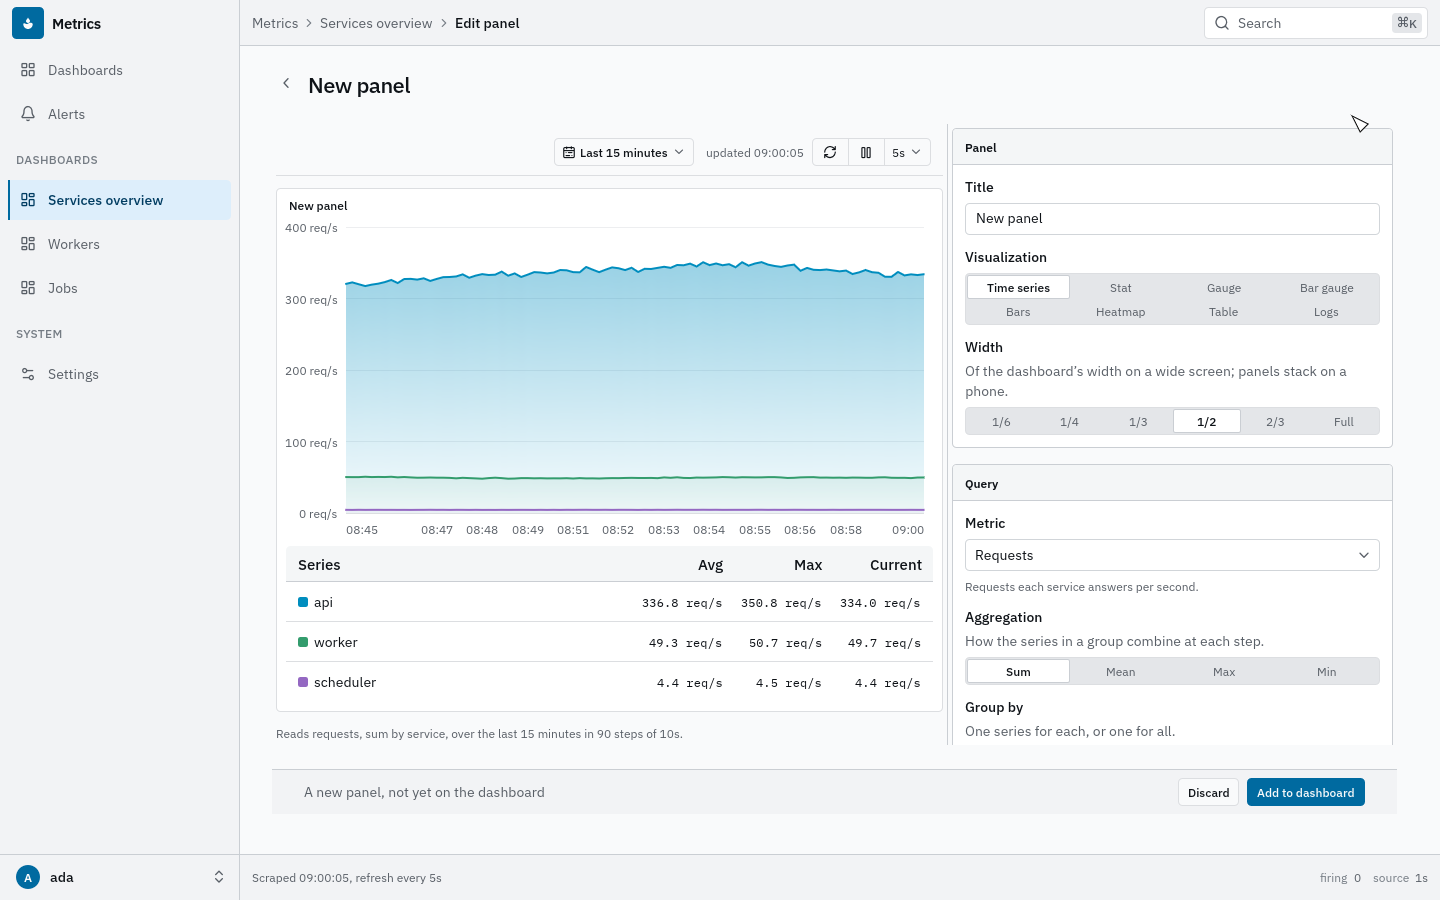 Metrics
Dashboards
Alerts
DASHBOARDS
Services overview
Workers
Jobs
SYSTEM
Settings
A
ada
Metrics
Services overview
Edit panel
Search
⌘K
New panel
Last 15 minutes
updated 09:00:05
5s
New panel
400 req/s
300 req/s
200 req/s
100 req/s
0 req/s
08:45 08:47 08:48 08:49 08:51 08:52 08:53 08:54 08:55 08:56 08:58 09:00
Series Avg Max Current
api 336.8 req/s 350.8 req/s 334.0 req/s
worker 49.3 req/s 50.7 req/s 49.7 req/s
scheduler 4.4 req/s 4.5 req/s 4.4 req/s
Reads requests, sum by service, over the last 15 minutes in 90 steps of 10s.
Panel
Title
New panel
Visualization
Time series Stat Gauge Bar gauge
Bars Heatmap Table Logs
Width
Of the dashboard’s width on a wide screen; panels stack on a
phone.
1/6 1/4 1/3 1/2 2/3 Full
Query
Metric
Requests
Requests each service answers per second.
Aggregation
How the series in a group combine at each step.
Sum Mean Max Min
Group by
One series for each, or one for all.
A new panel, not yet on the dashboard
Discard
Add to dashboard
Scraped 09:00:05, refresh every 5s
firing 0 source 1s